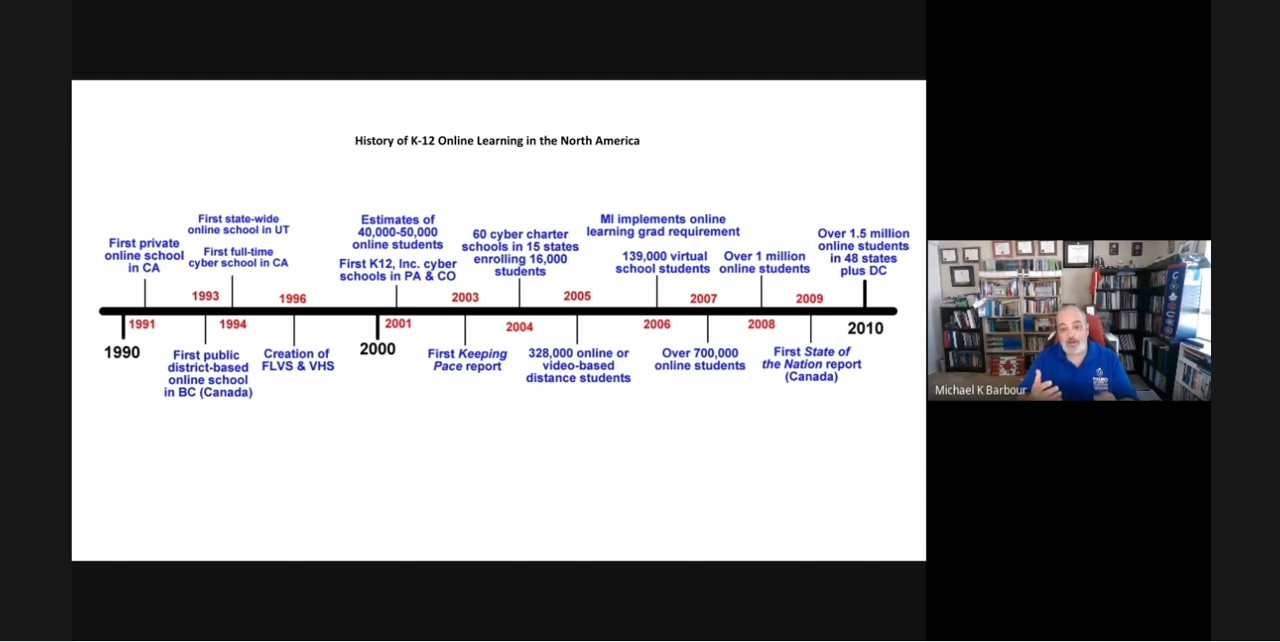 History of K-12 Online Learning in the North America
First private
online school
in CA
First state-wide
online school in UT
First full-time
cyber school in CA
Estimates of
40,000-50,000
online students
First K12, Inc. cyber
schools in PA & CO
60 cyber charter
schools in 15 states
enrolling 16,000
students
MI implements online
learning grad requirement
139,000 virtual
school students
Over 1 million
online students
Over 1.5 million
online students
in 48 states
plus DC
1993
1996
2003
2005
2007
2009
1991
1994
2001
2004
2006
2008
1990
2000
2010
First public
district-based
online school
in BC (Canada)
Creation of
FLVS & VHS
First Keeping
Pace report
328,000 online or
video-based
distance students
Over 700,000
online students
First State of
the Nation report
(Canada)
Michael K Barbour